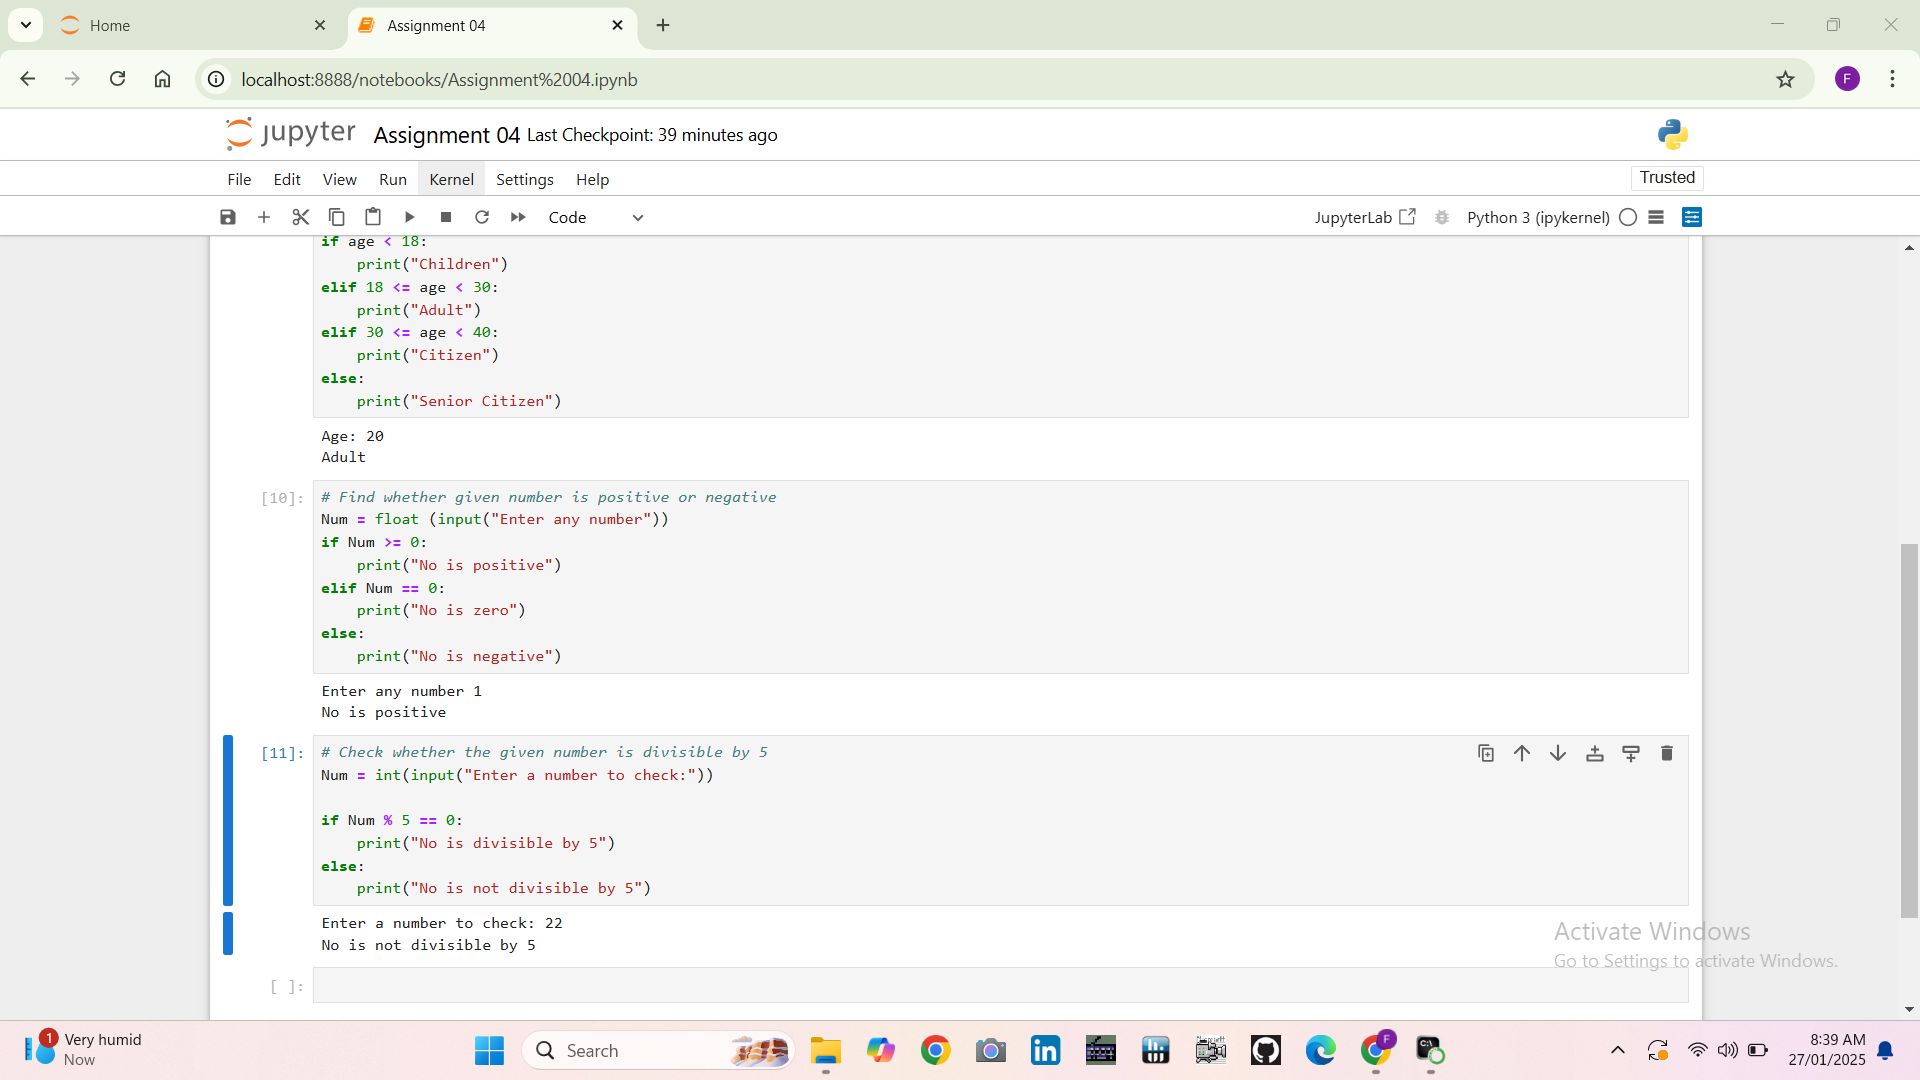 Home
Assignment 04
localhost:8888/notebooks/Assignment%2004.ipynb
F
jupyter Assignment 04 Last Checkpoint: 39 minutes ago
File Edit View Run Kernel Settings Help
Trusted
Code
JupyterLab
Python 3 (ipykernel)
if age < 18:
    print("Children")
elif 18 <= age < 30:
    print("Adult")
elif 30 <= age < 40:
    print("Citizen")
else:
    print("Senior Citizen")
Age: 20
Adult
[10]:
# Find whether given number is positive or negative
Num = float (input("Enter any number"))
if Num >= 0:
    print("No is positive")
elif Num == 0:
    print("No is zero")
else:
    print("No is negative")
Enter any number 1
No is positive
[11]:
# Check whether the given number is divisible by 5
Num = int(input("Enter a number to check:"))
if Num % 5 == 0:
    print("No is divisible by 5")
else:
    print("No is not divisible by 5")
Enter a number to check: 22
No is not divisible by 5
[ ]:
Activate Windows
Go to Settings to activate Windows.
1
Very humid
Now
Search
in
F
C:\
8:39 AM
27/01/2025